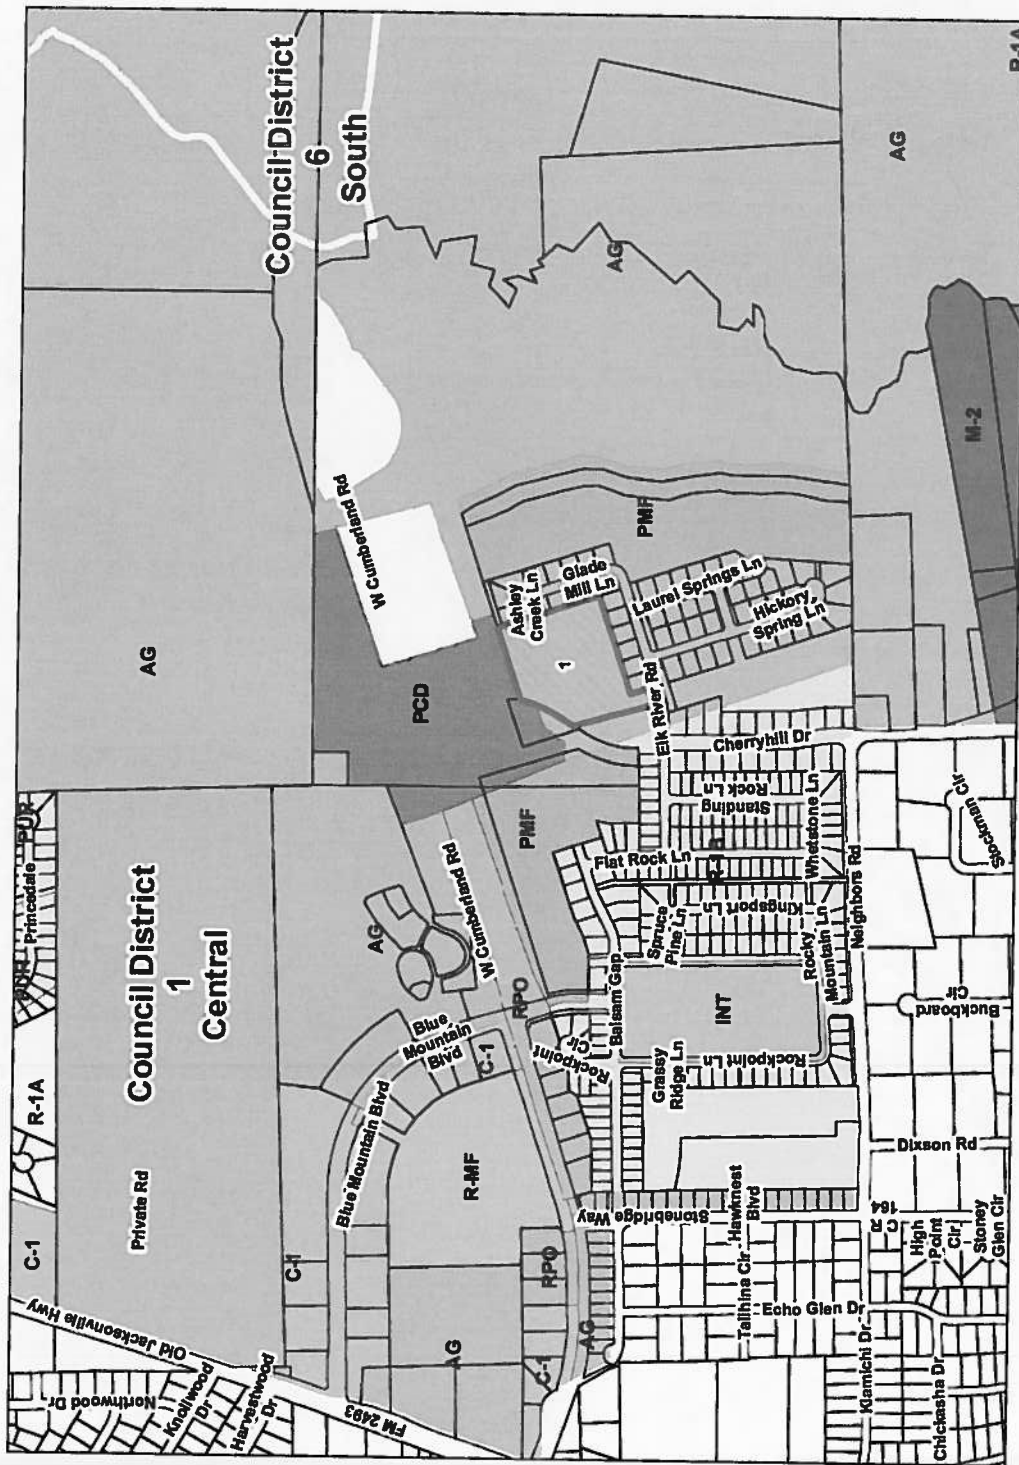 Council District
6
South
R-1A
AG
AG
M-2
AG
W Cumberland Rd
PMF
Ashley
Creek Ln
Glade
Mill Ln
Laurel Springs Ln
Hickory
Spring Ln
1
Elk River Rd
PCD
PUR
Princedale
Council District
1
Central
R-1A
Private Rd
C-1
Old Jacksonville Hwy
Northwood Dr
Knollwood
Dr
Harvestwood
Dr
FM 2493
AG
W Cumberland Rd
Blue
Mountain
Blvd
Blue Mountain Blvd
C-1
C-1
R-MF
RPO
RPO
AG
AG
C-1
PMF
Cherryhill Dr
Standing
Rock Ln
Whetstone Ln
Flat Rock Ln
Kingsport Ln
Spruce
Pine Ln
Balsam Gap
Rocky
Mountain Ln
Neighbors Rd
INT
Rockpoint
Cir
Grassy
Ridge Ln
Rockpoint Ln
Stonebridge Way
Hawknest
Blvd
Talihina Cir
Echo Glen Dr
Kiamichi Dr
Chickasha Dr
CR
164
High
Point
Cir
Stoney
Glen Cir
Dixson Rd
Buckboard
Cir
Stockman Cir